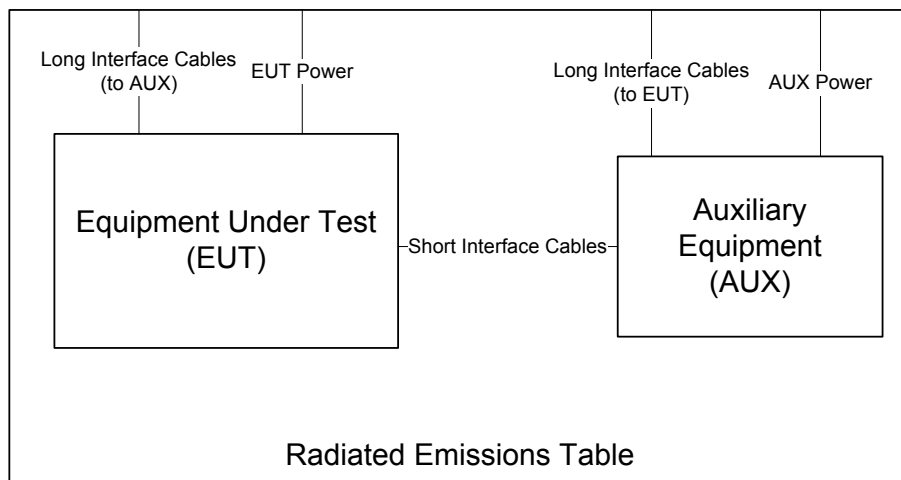 Long Interface Cables
(to AUX)
EUT Power
Long Interface Cables
(to EUT)
AUX Power
Equipment Under Test
(EUT)
Short Interface Cables
Auxiliary
Equipment
(AUX)
Radiated Emissions Table